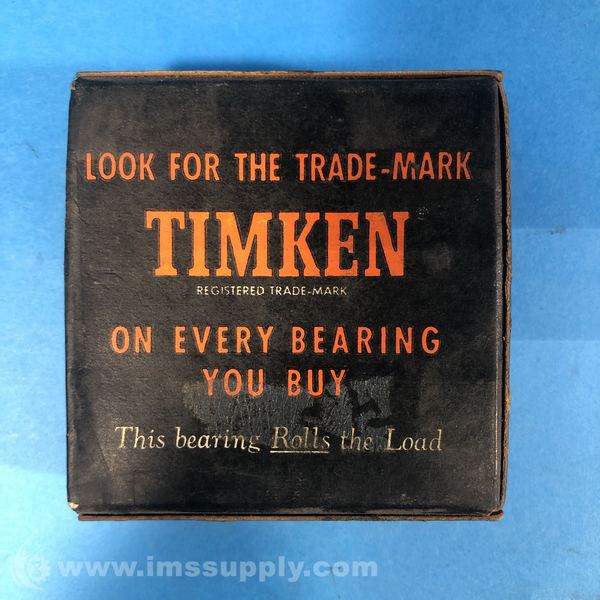 LOOK FOR THE TRADE-MARK
TIMKEN®
REGISTERED TRADE-MARK
ON EVERY BEARING
YOU BUY
This bearing Rolls the Load
www.imssupply.com